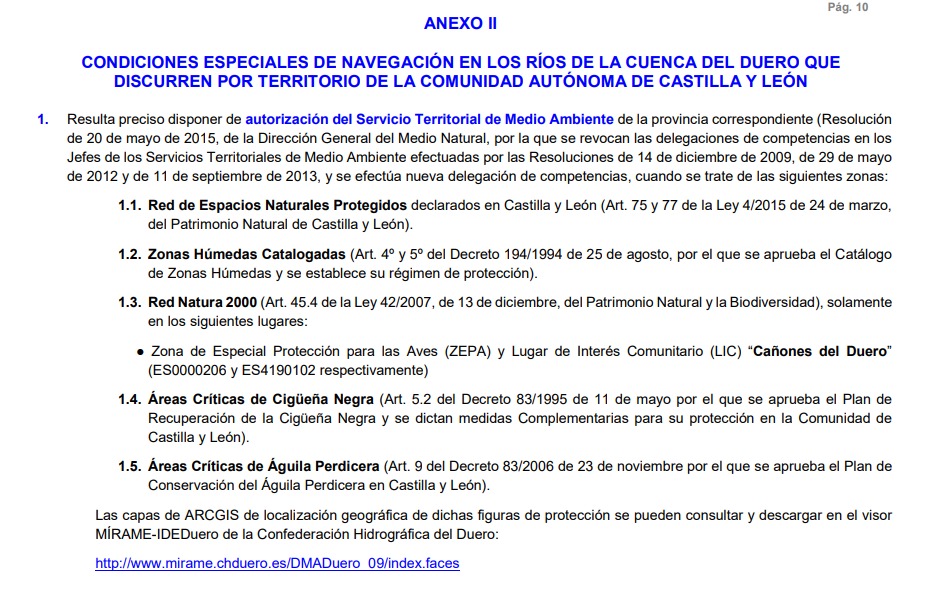 Pág. 10
ANEXO II
CONDICIONES ESPECIALES DE NAVEGACIÓN EN LOS RÍOS DE LA CUENCA DEL DUERO QUE
DISCURREN POR TERRITORIO DE LA COMUNIDAD AUTÓNOMA DE CASTILLA Y LEÓN
1. Resulta preciso disponer de autorización del Servicio Territorial de Medio Ambiente de la provincia correspondiente (Resolución
de 20 de mayo de 2015, de la Dirección General del Medio Natural, por la que se revocan las delegaciones de competencias en los
Jefes de los Servicios Territoriales de Medio Ambiente efectuadas por las Resoluciones de 14 de diciembre de 2009, de 29 de mayo
de 2012 y de 11 de septiembre de 2013, y se efectúa nueva delegación de competencias, cuando se trate de las siguientes zonas:
1.1. Red de Espacios Naturales Protegidos declarados en Castilla y León (Art. 75 y 77 de la Ley 4/2015 de 24 de marzo,
del Patrimonio Natural de Castilla y León).
1.2. Zonas Húmedas Catalogadas (Art. 4º y 5º del Decreto 194/1994 de 25 de agosto, por el que se aprueba el Catálogo
de Zonas Húmedas y se establece su régimen de protección).
1.3. Red Natura 2000 (Art. 45.4 de la Ley 42/2007, de 13 de diciembre, del Patrimonio Natural y la Biodiversidad), solamente
en los siguientes lugares:
● Zona de Especial Protección para las Aves (ZEPA) y Lugar de Interés Comunitario (LIC) “Cañones del Duero”
(ES0000206 y ES4190102 respectivamente)
1.4. Áreas Críticas de Cigüeña Negra (Art. 5.2 del Decreto 83/1995 de 11 de mayo por el que se aprueba el Plan de
Recuperación de la Cigüeña Negra y se dictan medidas Complementarias para su protección en la Comunidad de
Castilla y León).
1.5. Áreas Críticas de Águila Perdicera (Art. 9 del Decreto 83/2006 de 23 de noviembre por el que se aprueba el Plan de
Conservación del Águila Perdicera en Castilla y León).
Las capas de ARCGIS de localización geográfica de dichas figuras de protección se pueden consultar y descargar en el visor
MÍRAME-IDEDuero de la Confederación Hidrográfica del Duero:
http://www.mirame.chduero.es/DMADuero_09/index.faces